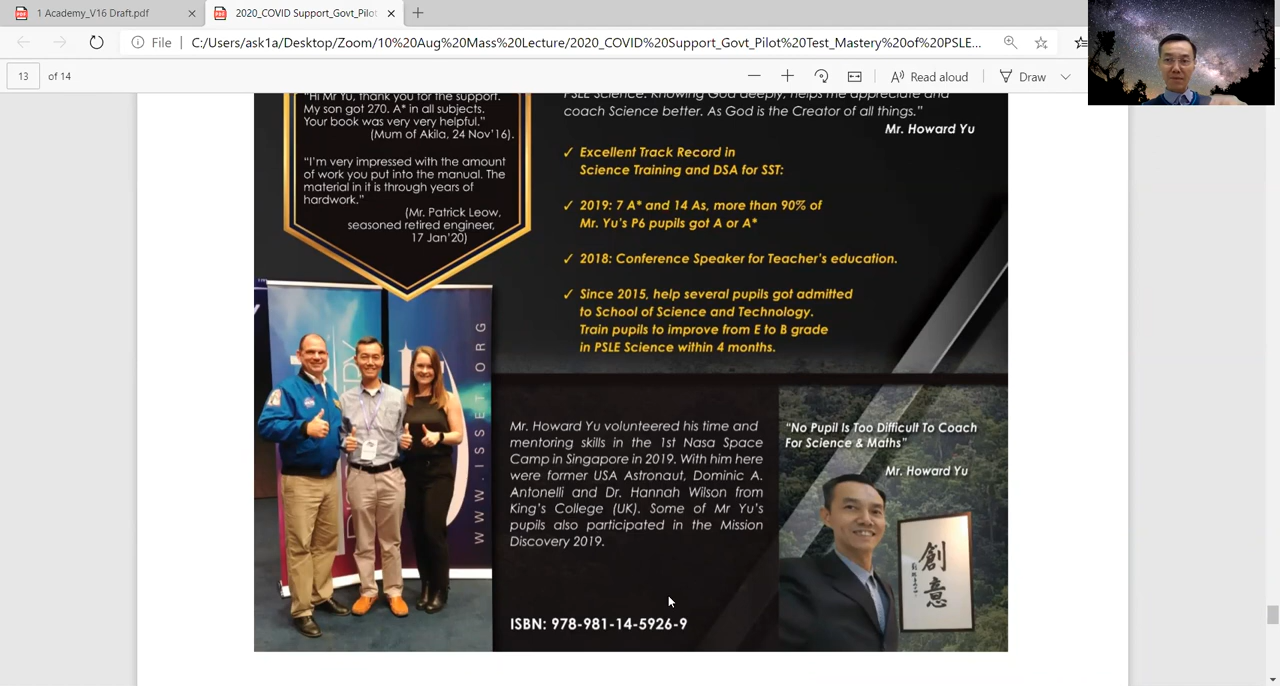 1 Academy_V16 Draft.pdf
2020_COVID Support_Govt_Pilot
File
C:/Users/ask1a/Desktop/Zoom/10%20Aug%20Mass%20Lecture/2020_COVID%20Support_Govt_Pilot%20Test_Mastery%20of%20PSLE...
13
of 14
Read aloud
Draw
"Hi Mr Yu, thank you for the support.
My son got 270. A* in all subjects.
Your book was very very helpful."
(Mum of Akila, 24 Nov'16).
"I'm very impressed with the amount
of work you put into the manual. The
material in it is through years of
hardwork."
(Mr. Patrick Leow,
seasoned retired engineer,
17 Jan'20)
PSLE Science. Knowing God deeply, helps me appreciate and
coach Science better. As God is the Creator of all things."
Mr. Howard Yu
✓ Excellent Track Record in
Science Training and DSA for SST:
✓ 2019: 7 A* and 14 As, more than 90% of
Mr. Yu's P6 pupils got A or A*
✓ 2018: Conference Speaker for Teacher's education.
✓ Since 2015, help several pupils got admitted
to School of Science and Technology.
Train pupils to improve from E to B grade
in PSLE Science within 4 months.
WWW.ISSET.ORG
Mr. Howard Yu volunteered his time and
mentoring skills in the 1st Nasa Space
Camp in Singapore in 2019. With him here
were former USA Astronaut, Dominic A.
Antonelli and Dr. Hannah Wilson from
King's College (UK). Some of Mr Yu's
pupils also participated in the Mission
Discovery 2019.
ISBN: 978-981-14-5926-9
"No Pupil Is Too Difficult To Coach
For Science & Maths"
Mr. Howard Yu
創意